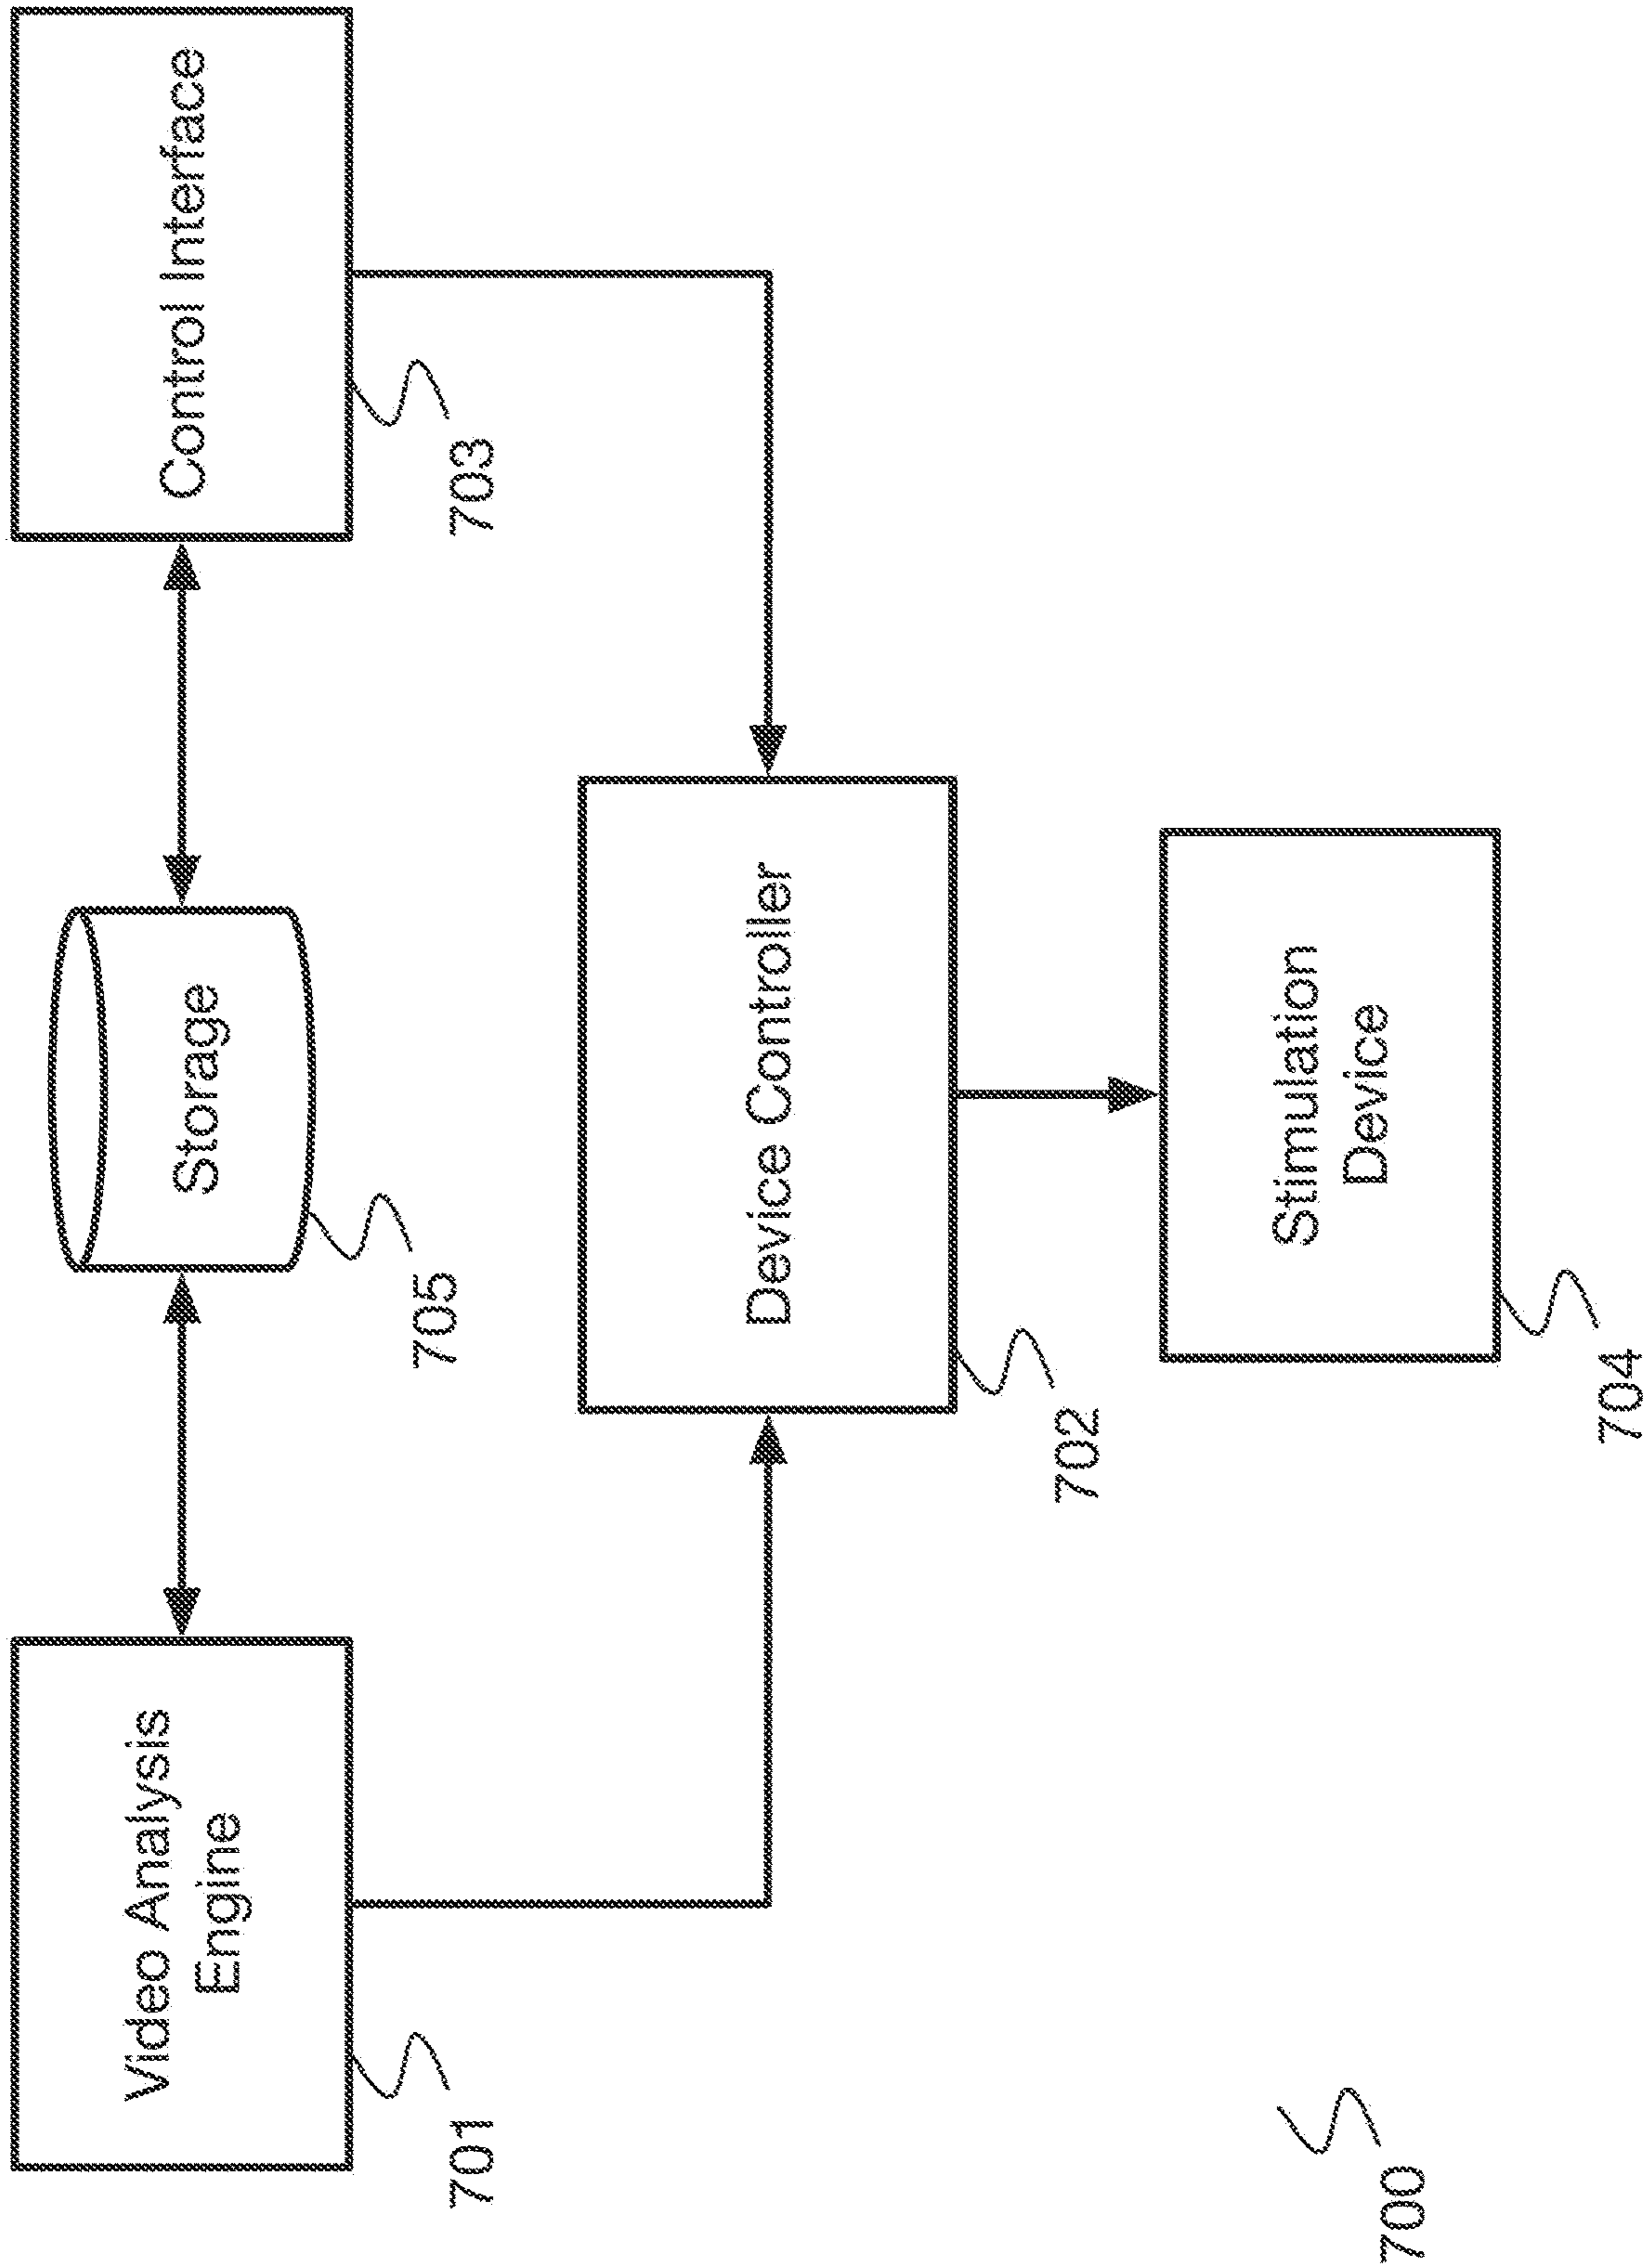 Video Analysis
Engine
701
Storage
705
Control Interface
703
Device Controller
702
Stimulation
Device
704
700